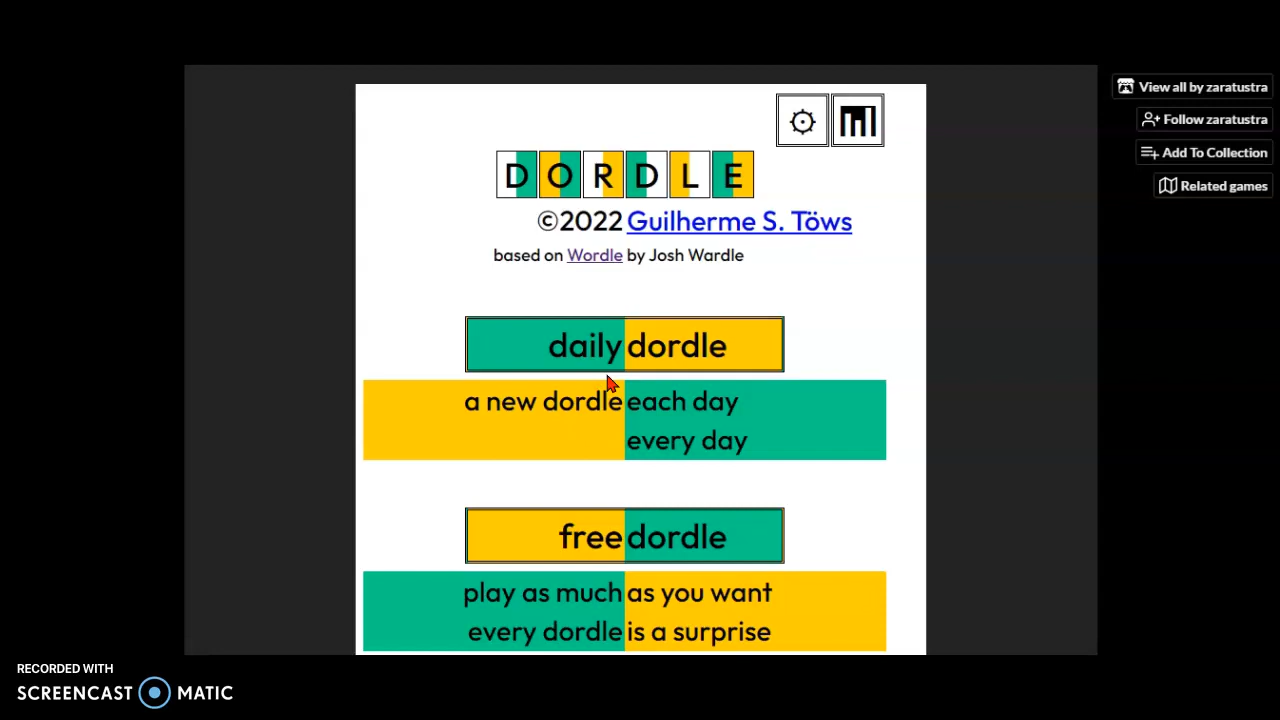 View all by zaratustra
Follow zaratustra
Add To Collection
Related games
DORDLE
©2022 Guilherme S. Töws
based on Wordle by Josh Wardle
daily dordle
a new dordle each day
every day
free dordle
play as much as you want
every dordle is a surprise
RECORDED WITH
SCREENCAST MATIC